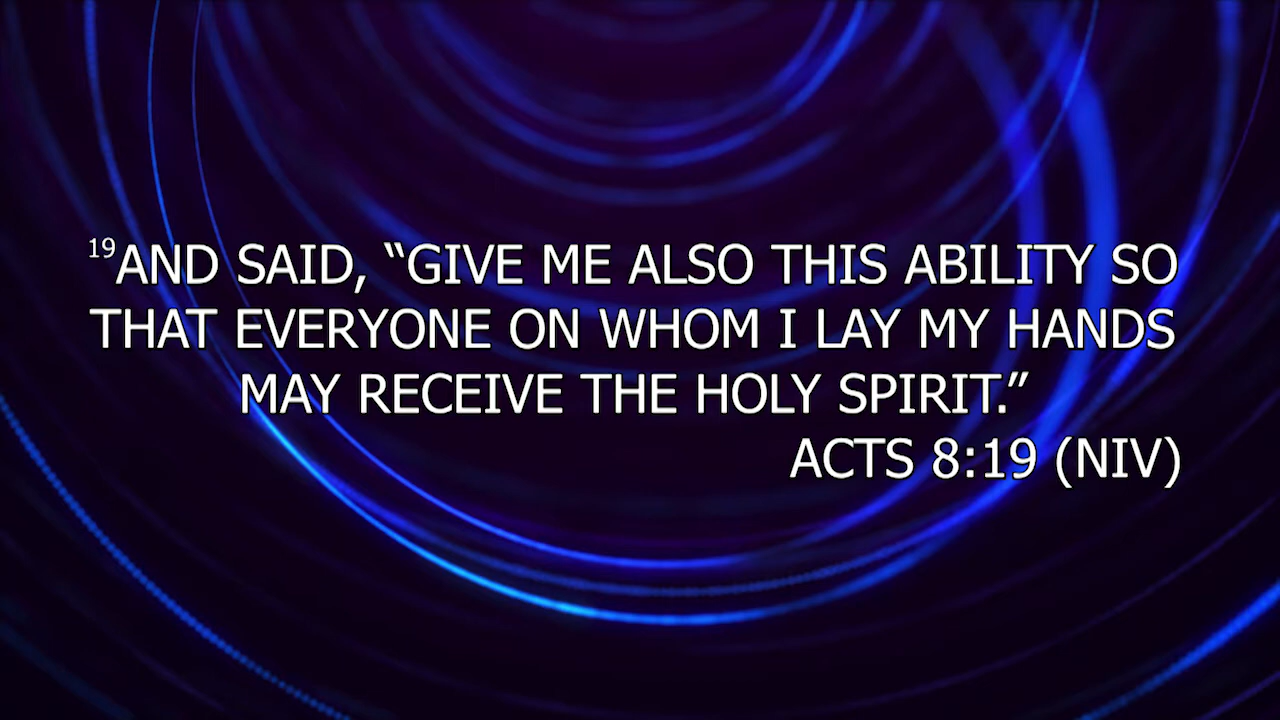 ¹⁹AND SAID, “GIVE ME ALSO THIS ABILITY SO
THAT EVERYONE ON WHOM I LAY MY HANDS
MAY RECEIVE THE HOLY SPIRIT.”
ACTS 8:19 (NIV)